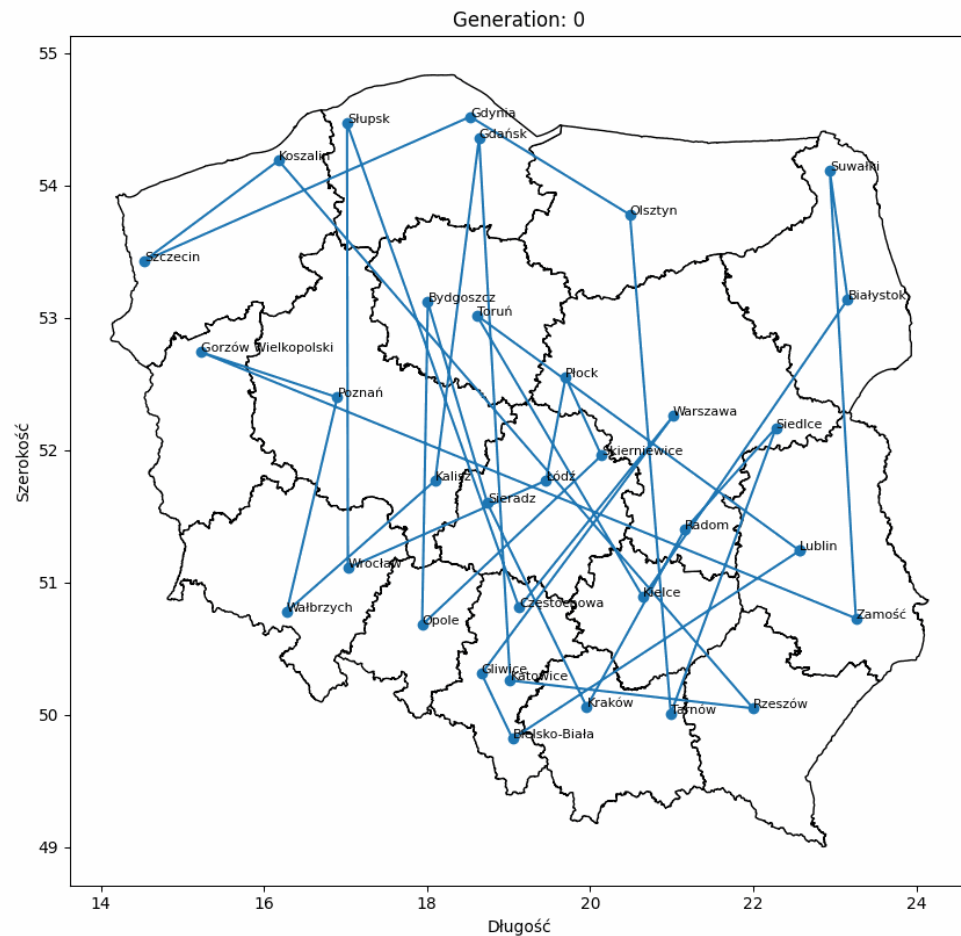 Generation: 0
55
54
53
52
51
50
49
Szerokość
Gdynia
Słupsk
Gdańsk
Koszalin
Suwałki
Olsztyn
Szczecin
Białystok
Bydgoszcz
Toruń
Gorzów Wielkopolski
Płock
Poznań
Warszawa
Siedlce
Skierniewice
Kalisz
Łódź
Sieradz
Radom
Lublin
Wrocław
Kielce
Częstochowa
Wałbrzych
Zamość
Opole
Gliwice
Katowice
Kraków
Rzeszów
Tarnów
Bielsko-Biała
14
16
18
20
22
24
Długość